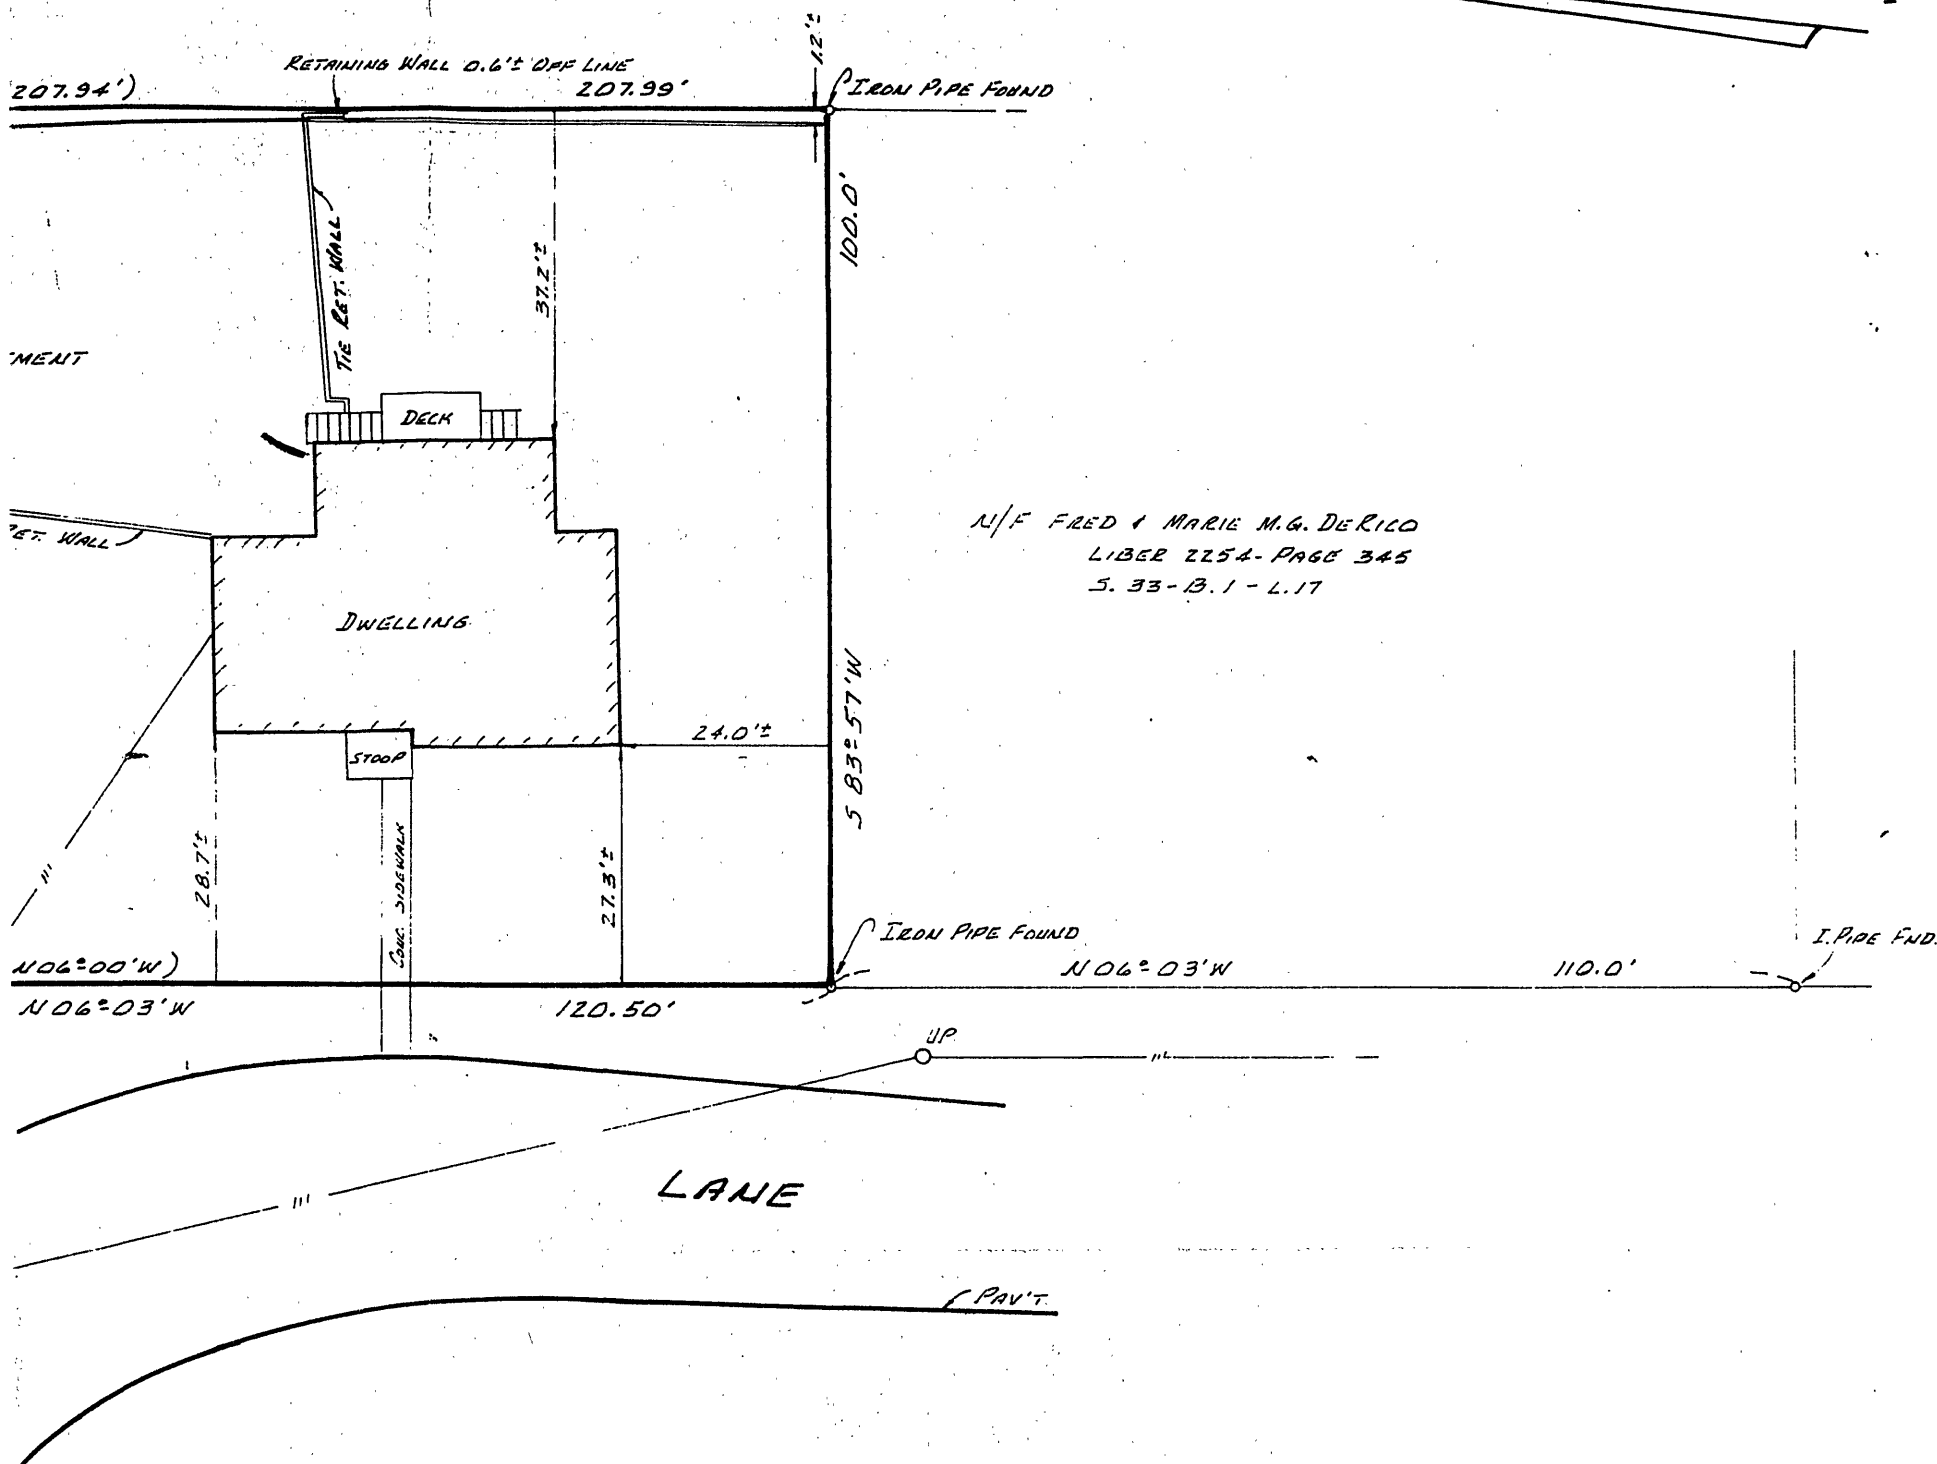 RETAINING WALL 0.6'± OFF LINE
1.2'±
207.94')
207.99'
IRON PIPE FOUND
100.0'
TIE RET. WALL
37.2'±
MENT
DECK
N/F FRED & MARIE M.G. DERICO
LIBER 2254 - PAGE 345
S. 33 - B. 1 - L. 17
RET. WALL
DWELLING
S 83° 57' W
24.0'±
STOOP
28.7'±
CONC. SIDEWALK
27.3'±
IRON PIPE FOUND
I. PIPE FND.
N06°00'W)
N 06° 03' W
110.0'
N 06° 03' W
120.50'
UP
LANE
PAV'T.